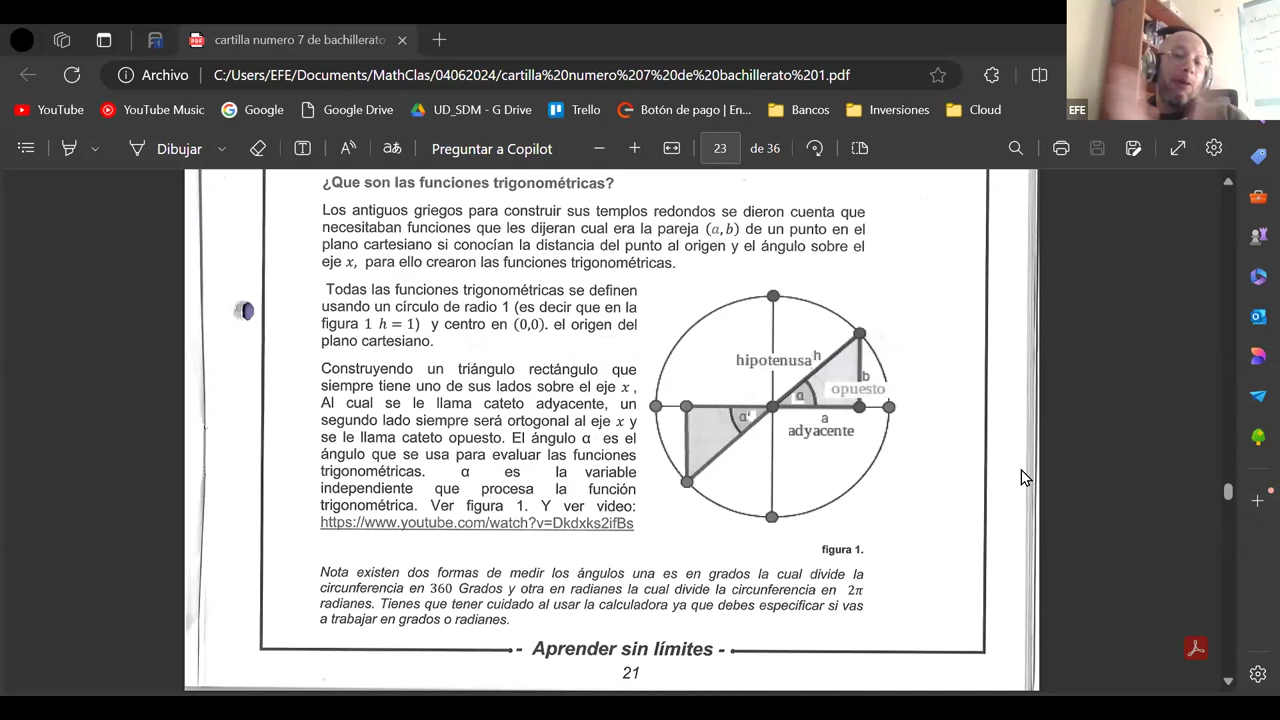 cartilla numero 7 de bachillerato
Archivo C:/Users/EFE/Documents/MathClas/04062024/cartilla%20numero%207%20de%20bachillerato%201.pdf
YouTube YouTube Music Google Google Drive UD_SDM - G Drive Trello Botón de pago | En... Bancos Inversiones Cloud
EFE
Dibujar Preguntar a Copilot 23 de 36
¿Que son las funciones trigonométricas?
Los antiguos griegos para construir sus templos redondos se dieron cuenta que
necesitaban funciones que les dijeran cual era la pareja (a, b) de un punto en el
plano cartesiano si conocían la distancia del punto al origen y el ángulo sobre el
eje x, para ello crearon las funciones trigonométricas.
Todas las funciones trigonométricas se definen
usando un círculo de radio 1 (es decir que en la
figura 1 h = 1) y centro en (0,0). el origen del
plano cartesiano.
Construyendo un triángulo rectángulo que
siempre tiene uno de sus lados sobre el eje x ,
Al cual se le llama cateto adyacente, un
segundo lado siempre será ortogonal al eje x y
se le llama cateto opuesto. El ángulo α es el
ángulo que se usa para evaluar las funciones
trigonométricas. α es la variable
independiente que procesa la función
trigonométrica. Ver figura 1. Y ver video:
https://www.youtube.com/watch?v=Dkdxks2ifBs
hipotenusa h
b
opuesto
α
α'
a
adyacente
figura 1.
Nota existen dos formas de medir los ángulos una es en grados la cual divide la
circunferencia en 360 Grados y otra en radianes la cual divide la circunferencia en 2π
radianes. Tienes que tener cuidado al usar la calculadora ya que debes especificar si vas
a trabajar en grados o radianes.
- Aprender sin límites -
21